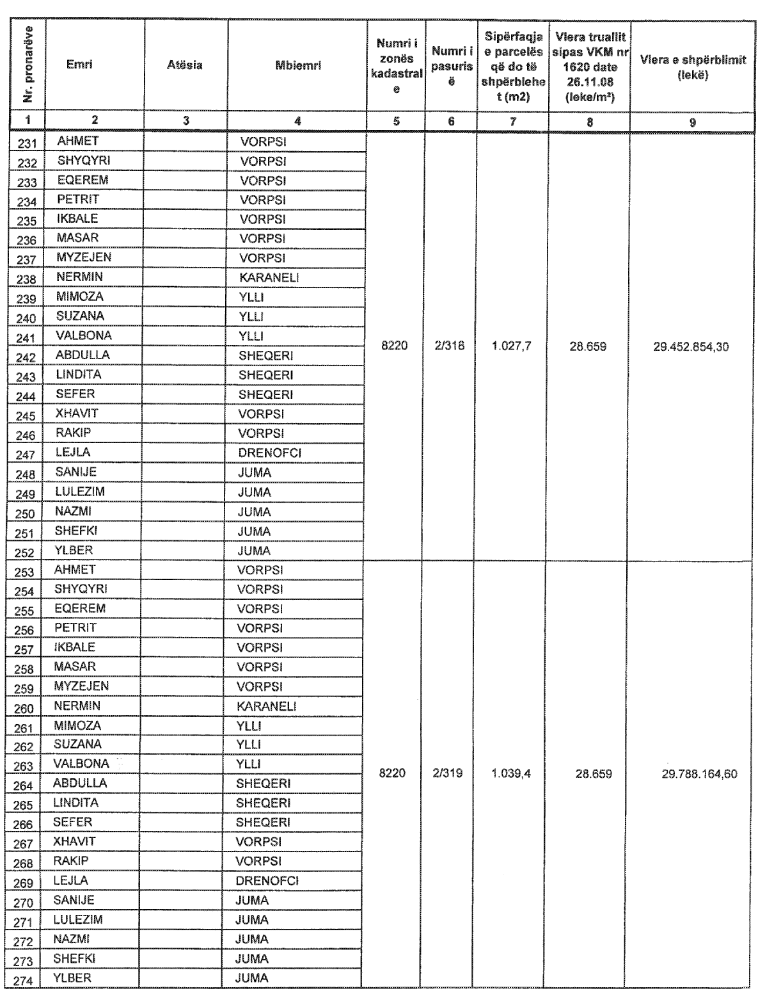 Nr. pronarëve
Emri
Atësia
Mbiemri
Numri i
zonës
kadastral
e
Numri i
pasuris
ë
Sipërfaqja
e parcelës
që do të
shpërblehe
t (m2)
Vlera truallit
sipas VKM nr
1620 date
26.11.08
(leke/m²)
Vlera e shpërblimit
(lekë)
1 2 3 4 5 6 7 8 9
231 AHMET VORPSI
232 SHYQYRI VORPSI
233 EQEREM VORPSI
234 PETRIT VORPSI
235 IKBALE VORPSI
236 MASAR VORPSI
237 MYZEJEN VORPSI
238 NERMIN KARANELI
239 MIMOZA YLLI
240 SUZANA YLLI
241 VALBONA YLLI
8220 2/318 1.027,7 28.659 29.452.854,30
242 ABDULLA SHEQERI
243 LINDITA SHEQERI
244 SEFER SHEQERI
245 XHAVIT VORPSI
246 RAKIP VORPSI
247 LEJLA DRENOFCI
248 SANIJE JUMA
249 LULEZIM JUMA
250 NAZMI JUMA
251 SHEFKI JUMA
252 YLBER JUMA
253 AHMET VORPSI
254 SHYQYRI VORPSI
255 EQEREM VORPSI
256 PETRIT VORPSI
257 IKBALE VORPSI
258 MASAR VORPSI
259 MYZEJEN VORPSI
260 NERMIN KARANELI
261 MIMOZA YLLI
262 SUZANA YLLI
263 VALBONA YLLI
8220 2/319 1.039,4 28.659 29.788.164,60
264 ABDULLA SHEQERI
265 LINDITA SHEQERI
266 SEFER SHEQERI
267 XHAVIT VORPSI
268 RAKIP VORPSI
269 LEJLA DRENOFCI
270 SANIJE JUMA
271 LULEZIM JUMA
272 NAZMI JUMA
273 SHEFKI JUMA
274 YLBER JUMA